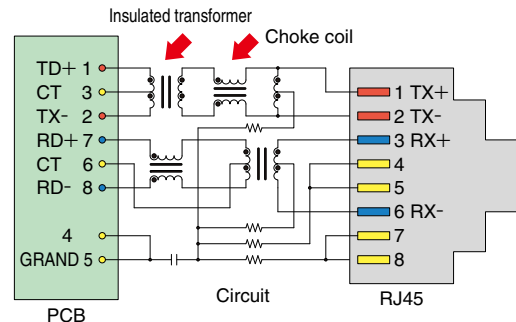 Insulated transformer
Choke coil
TD+ 1
CT 3
TX- 2
RD+ 7
CT 6
RD- 8
4
GRAND 5
PCB
Circuit
1 TX+
2 TX-
3 RX+
4
5
6 RX-
7
8
RJ45